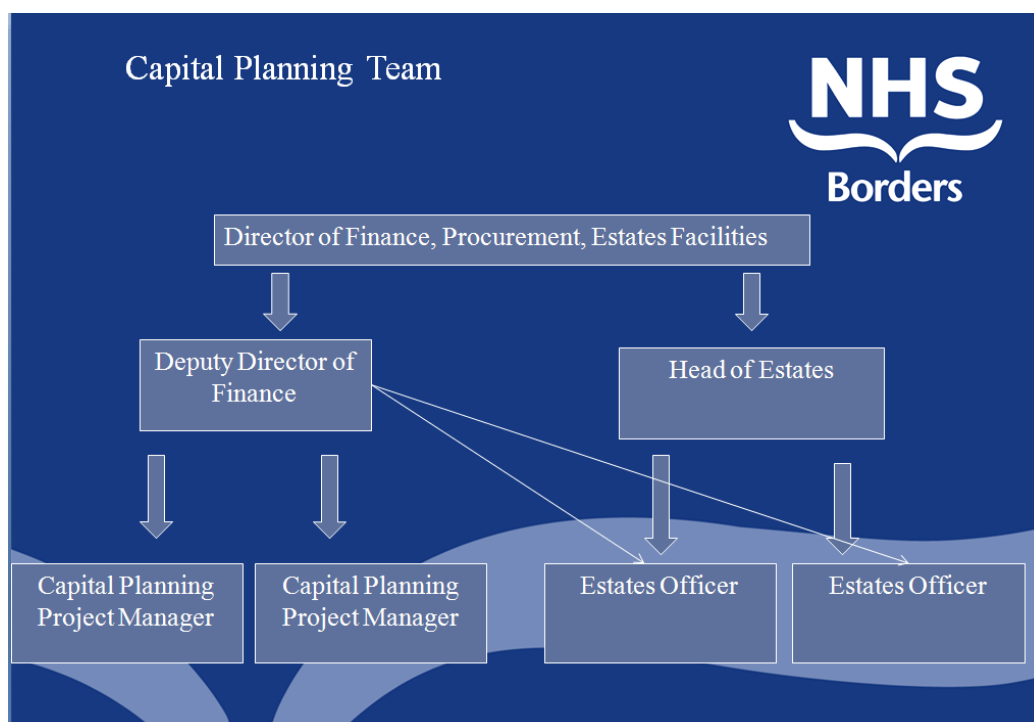 Capital Planning Team
NHS
Borders
Director of Finance, Procurement, Estates Facilities
Deputy Director of
Finance
Head of Estates
Capital Planning
Project Manager
Capital Planning
Project Manager
Estates Officer
Estates Officer